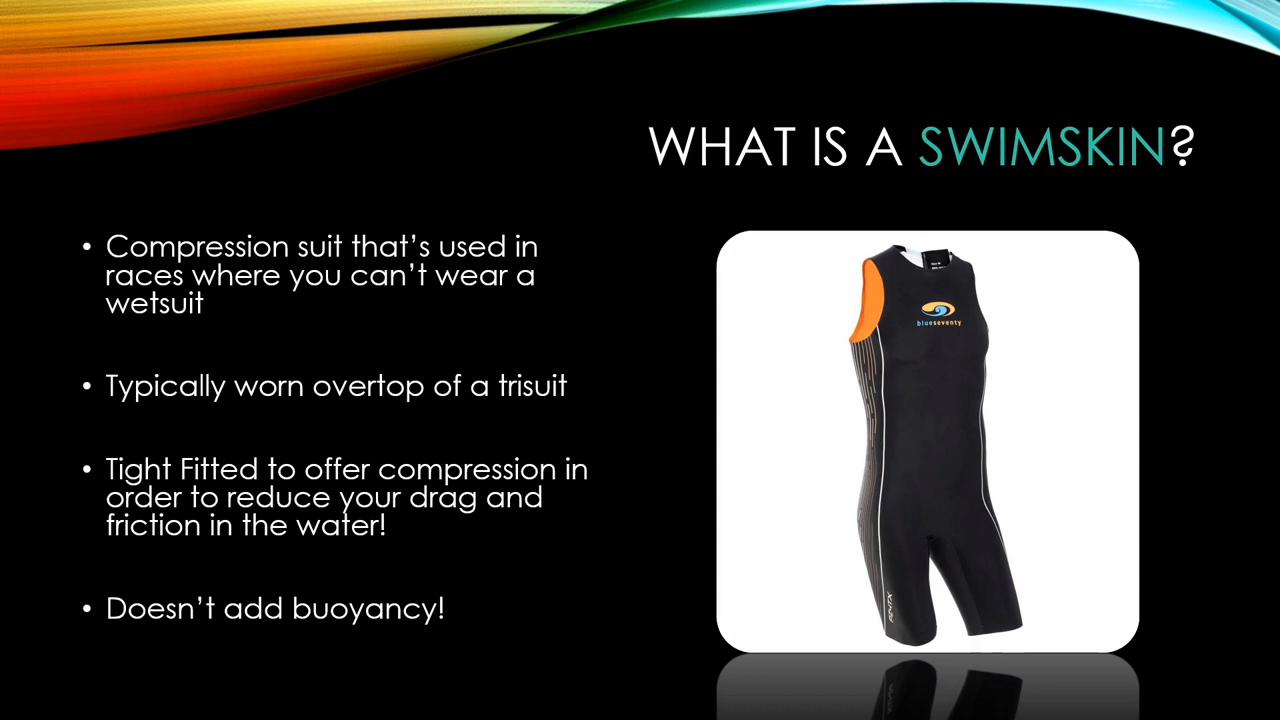 WHAT IS A SWIMSKIN?
• Compression suit that's used in
races where you can't wear a
wetsuit
• Typically worn overtop of a trisuit
• Tight Fitted to offer compression in
order to reduce your drag and
friction in the water!
• Doesn't add buoyancy!
blueseventy